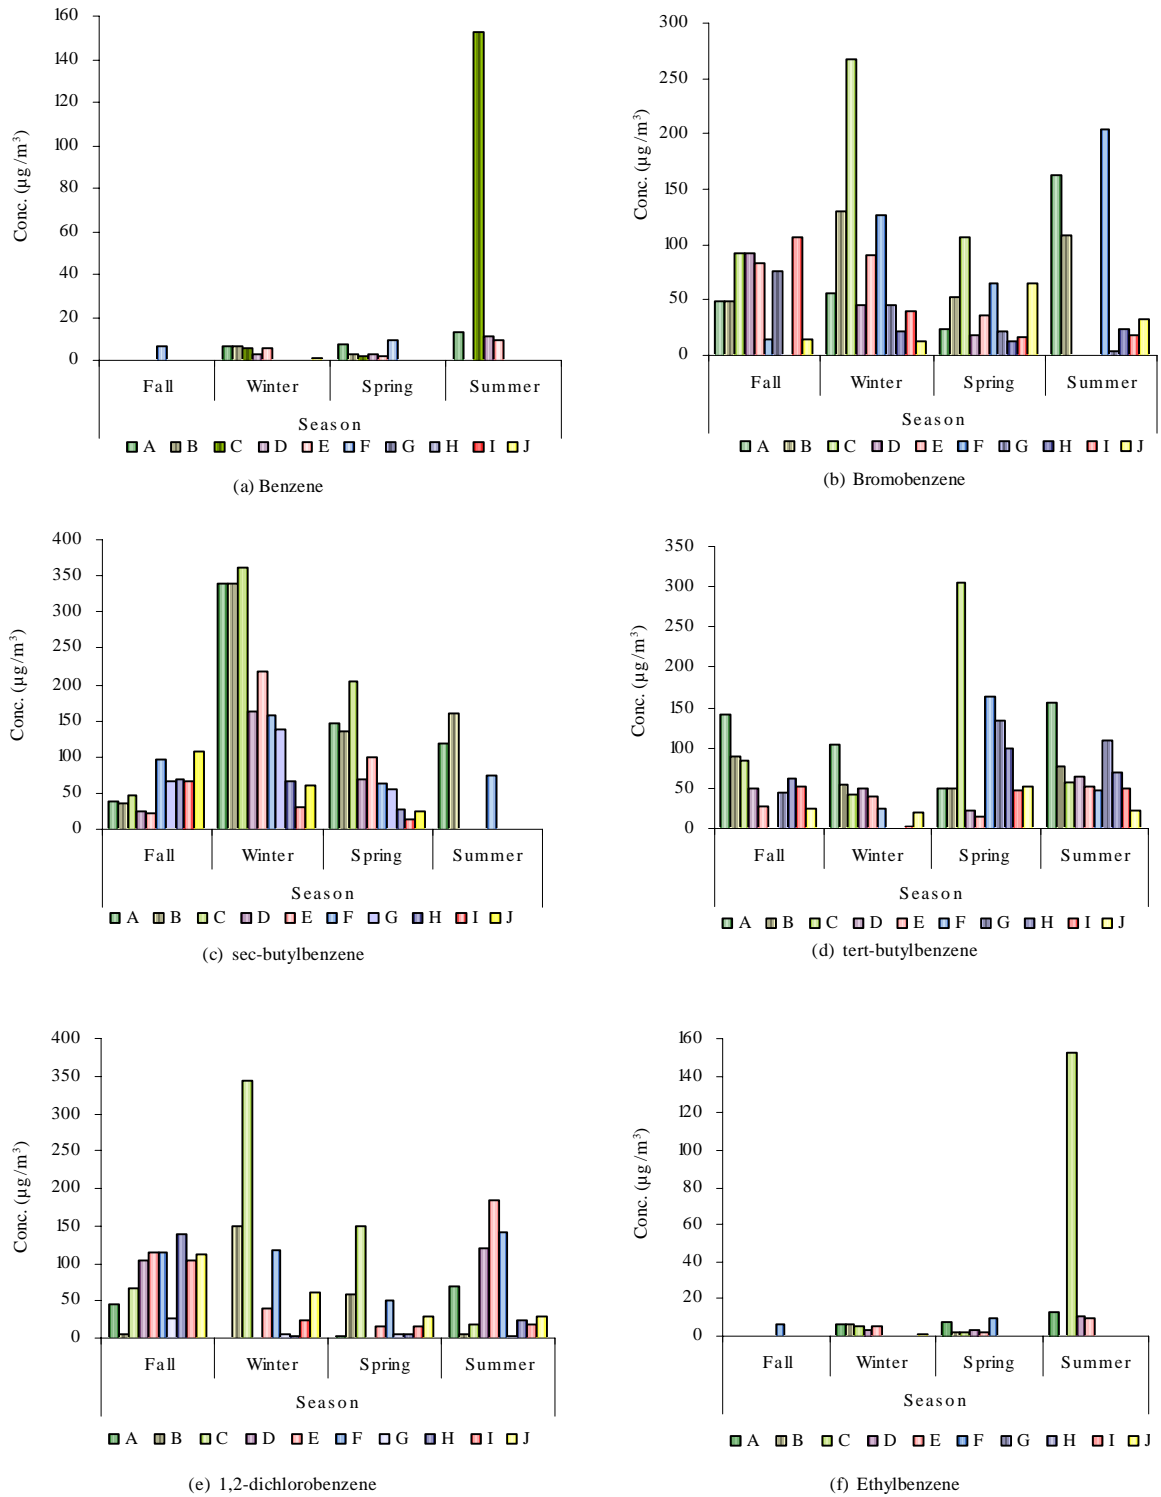 160
140
120
100
80
60
40
20
0
Conc. (µg/m³)
Fall Winter Spring Summer
Season
A B C D E F G H I J
(a) Benzene
300
250
200
150
100
50
0
Conc. (µg/m³)
Fall Winter Spring Summer
Season
A B C D E F G H I J
(b) Bromobenzene
400
350
300
250
200
150
100
50
0
Conc. (µg/m³)
Fall Winter Spring Summer
Season
A B C D E F G H I J
(c) sec-butylbenzene
350
300
250
200
150
100
50
0
Conc. (µg/m³)
Fall Winter Spring Summer
Season
A B C D E F G H I J
(d) tert-butylbenzene
400
350
300
250
200
150
100
50
0
Conc. (µg/m³)
Fall Winter Spring Summer
Season
A B C D E F G H I J
(e) 1,2-dichlorobenzene
160
140
120
100
80
60
40
20
0
Conc. (µg/m³)
Fall Winter Spring Summer
Season
A B C D E F G H I J
(f) Ethylbenzene